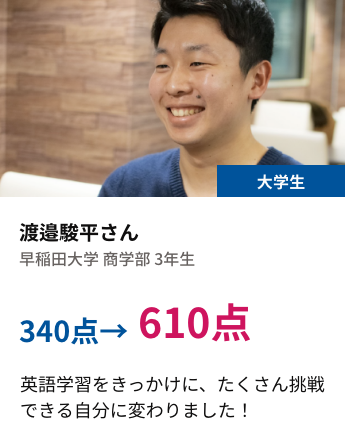 大学生
渡邉駿平さん
早稲田大学 商学部 3年生
340点→ 610点
英語学習をきっかけに、たくさん挑戦
できる自分に変わりました！